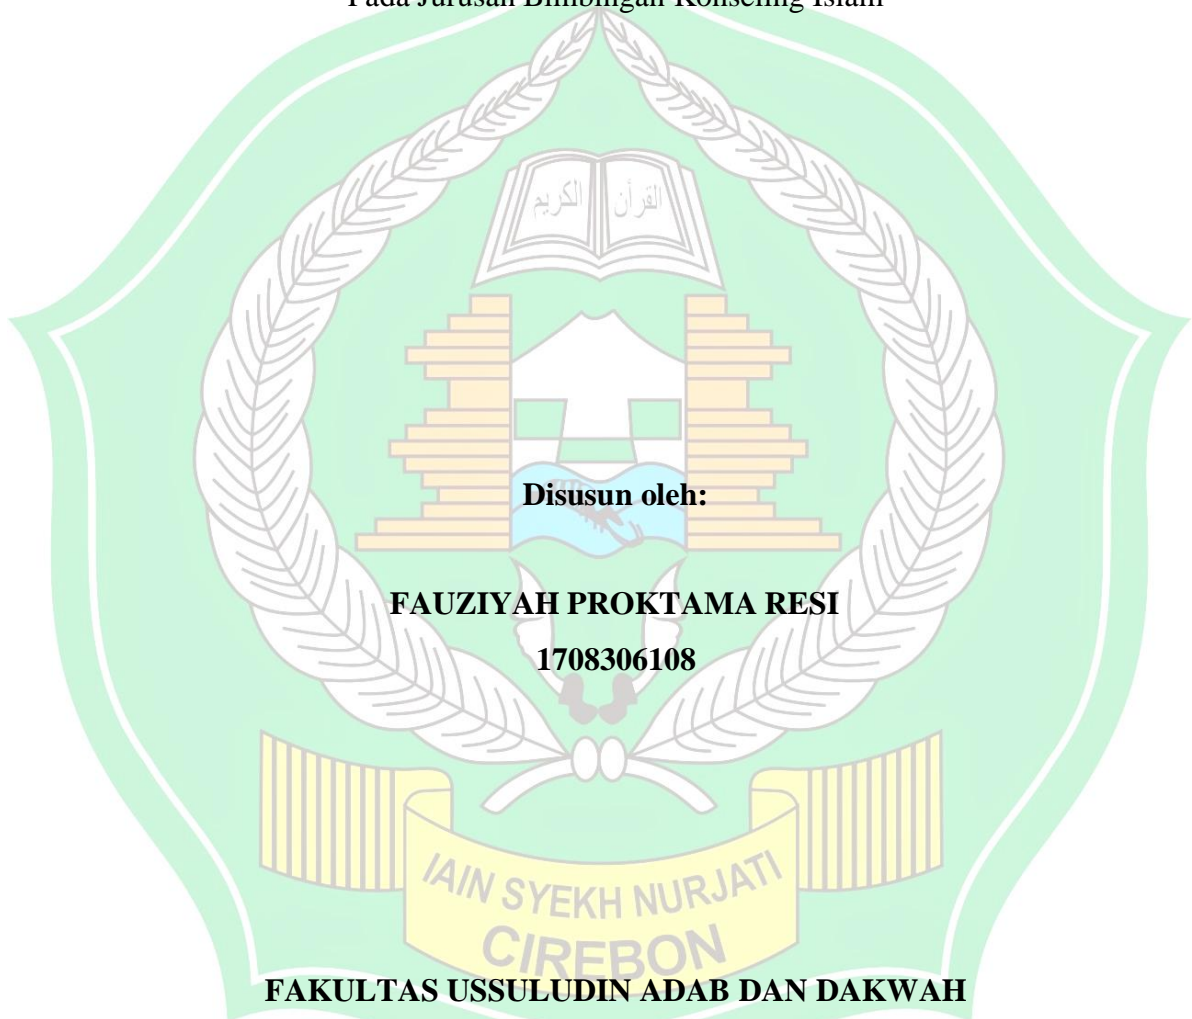 Pada Jurusan Bimbingan Konseling Islam
الكريم القرآن
Disusun oleh:
FAUZIYAH PROKTAMA RESI
1708306108
IAIN SYEKH NURJATI
CIREBON
FAKULTAS USSULUDIN ADAB DAN DAKWAH